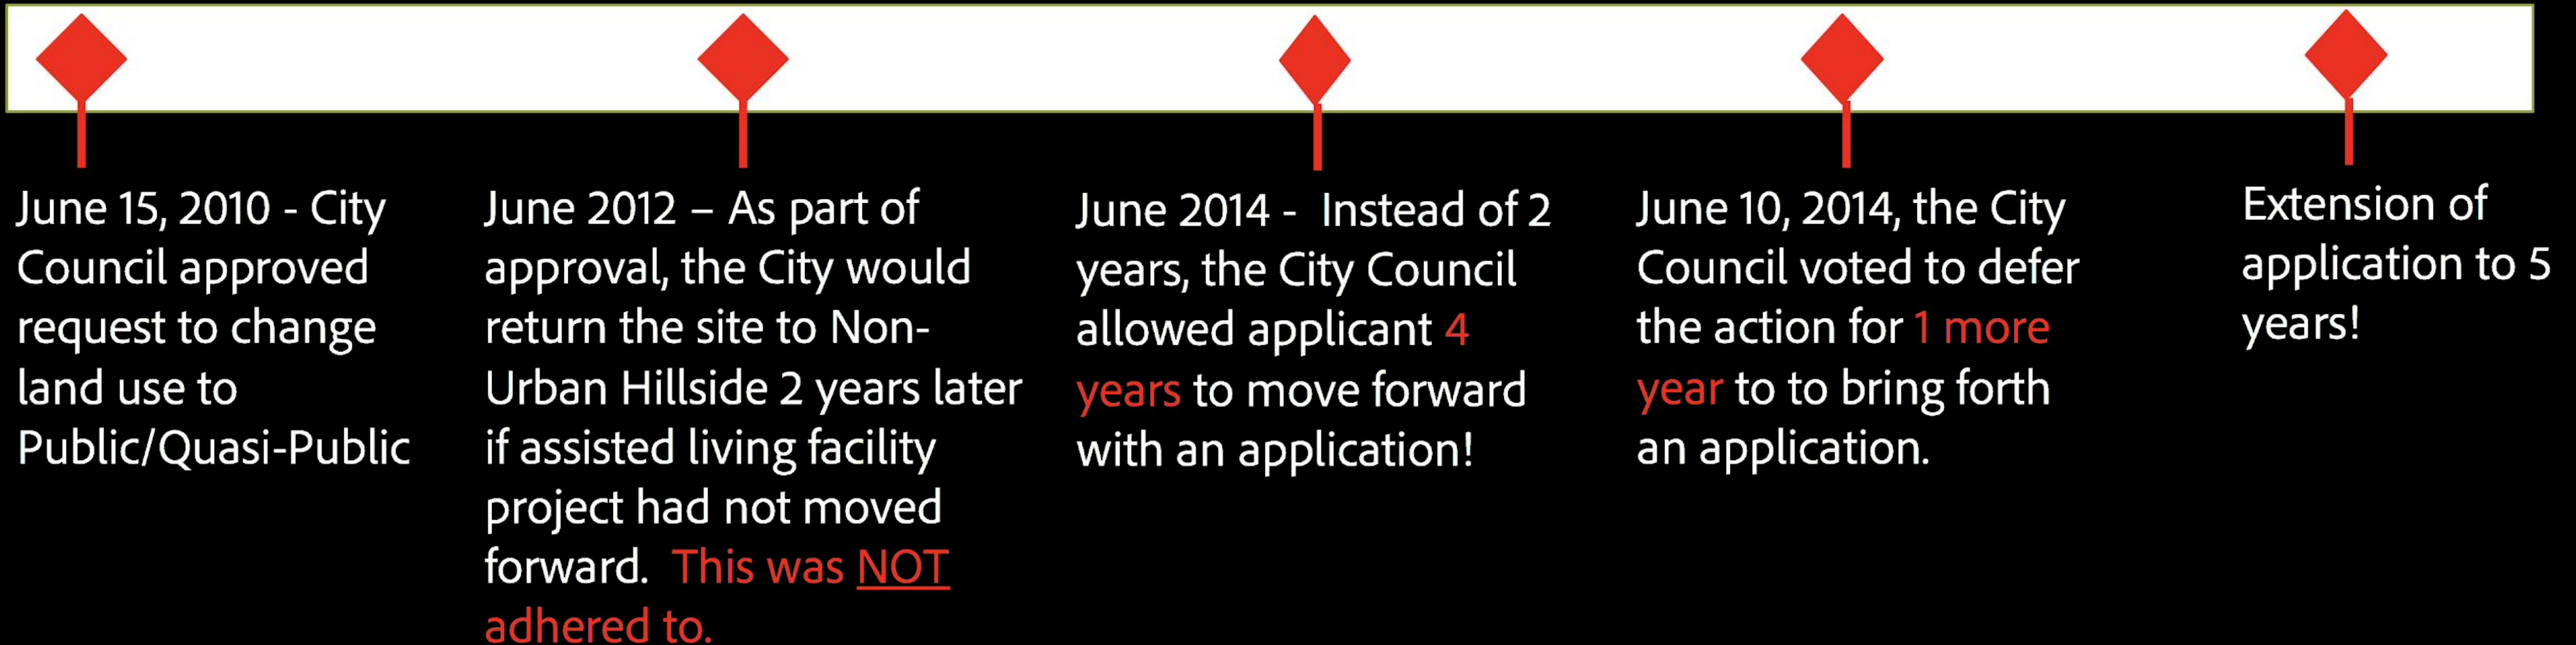 June 15, 2010 - City
Council approved
request to change
land use to
Public/Quasi-Public
June 2012 – As part of
approval, the City would
return the site to Non-
Urban Hillside 2 years later
if assisted living facility
project had not moved
forward. This was NOT
adhered to.
June 2014 - Instead of 2
years, the City Council
allowed applicant 4
years to move forward
with an application!
June 10, 2014, the City
Council voted to defer
the action for 1 more
year to to bring forth
an application.
Extension of
application to 5
years!